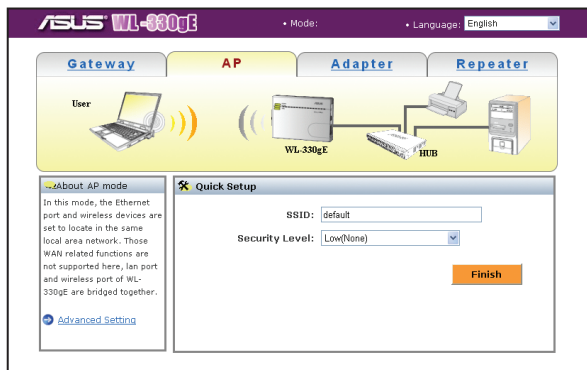 ASUS WL-330gE
• Mode:
• Language: English
Gateway
AP
Adapter
Repeater
User
WL-330gE
HUB
About AP mode
In this mode, the Ethernet
port and wireless devices are
set to locate in the same
local area network. Those
WAN related functions are
not supported here, lan port
and wireless port of WL-
330gE are bridged together.
Advanced Setting
Quick Setup
SSID: default
Security Level: Low(None)
Finish